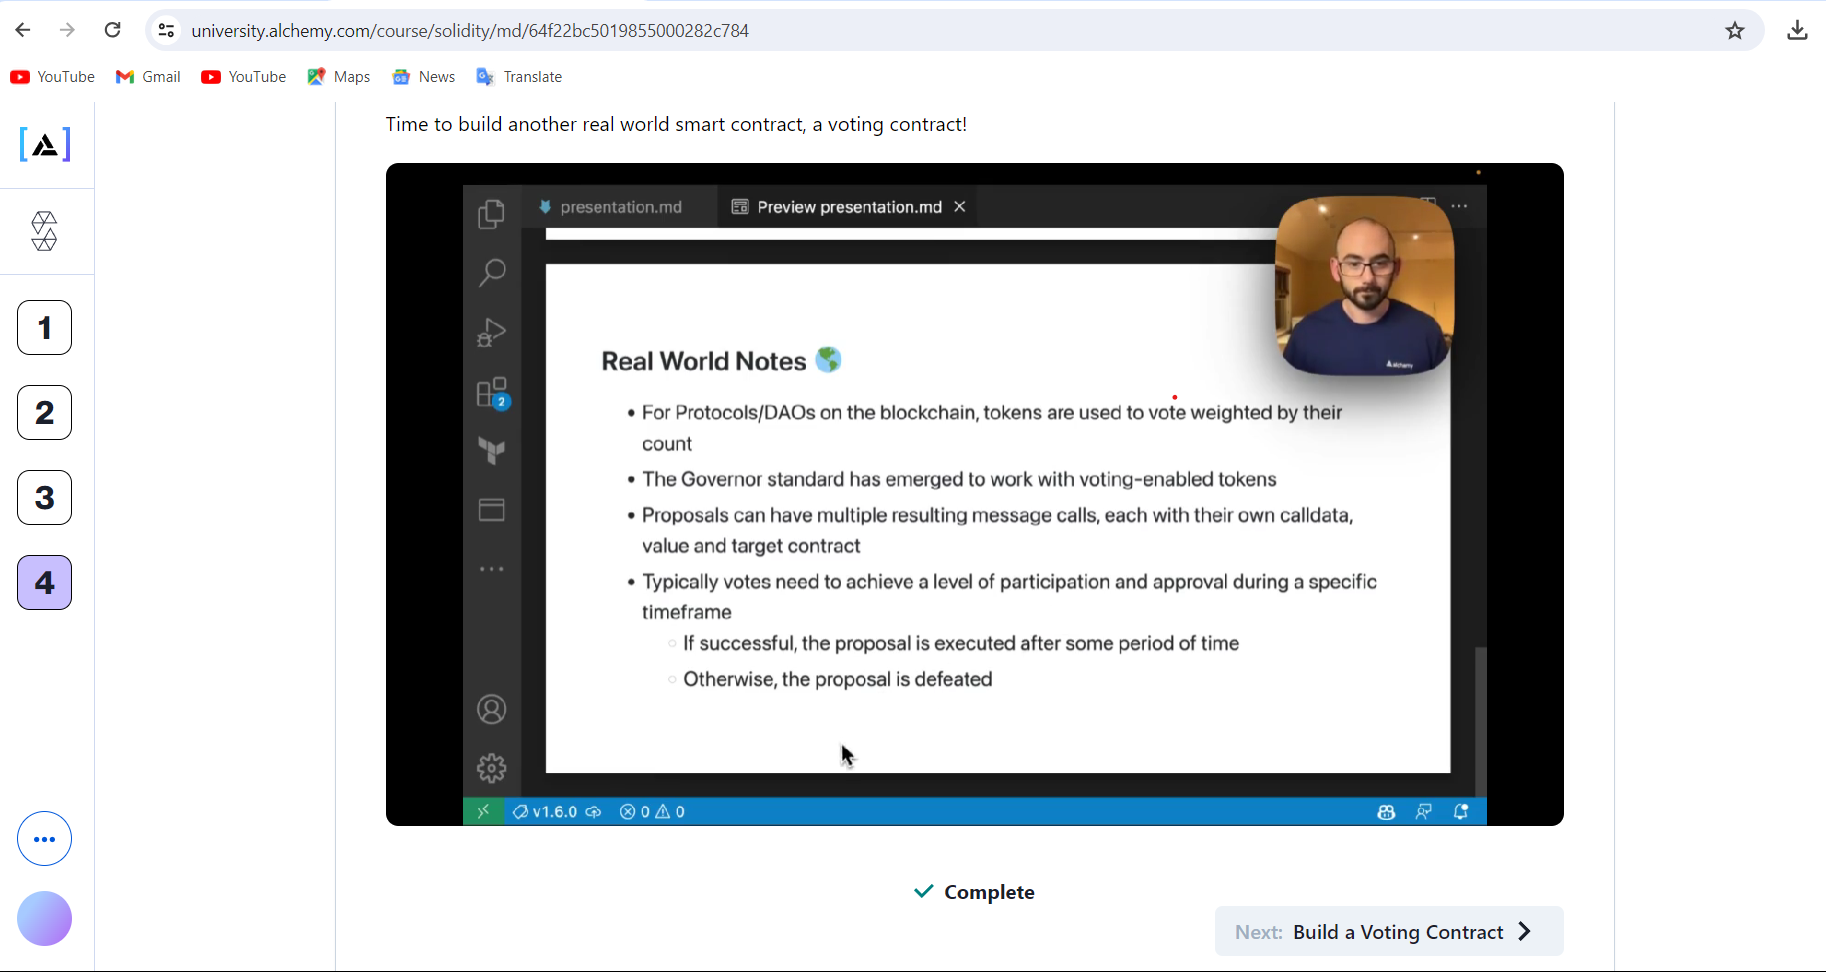 university.alchemy.com/course/solidity/md/64f22bc5019855000282c784
YouTube Gmail YouTube Maps News Translate
Time to build another real world smart contract, a voting contract!
presentation.md Preview presentation.md
Real World Notes
• For Protocols/DAOs on the blockchain, tokens are used to vote weighted by their
count
• The Governor standard has emerged to work with voting-enabled tokens
• Proposals can have multiple resulting message calls, each with their own calldata,
value and target contract
• Typically votes need to achieve a level of participation and approval during a specific
timeframe
○ If successful, the proposal is executed after some period of time
○ Otherwise, the proposal is defeated
alchemy
2
v1.6.0 0 0
1
2
3
4
Complete
Next: Build a Voting Contract